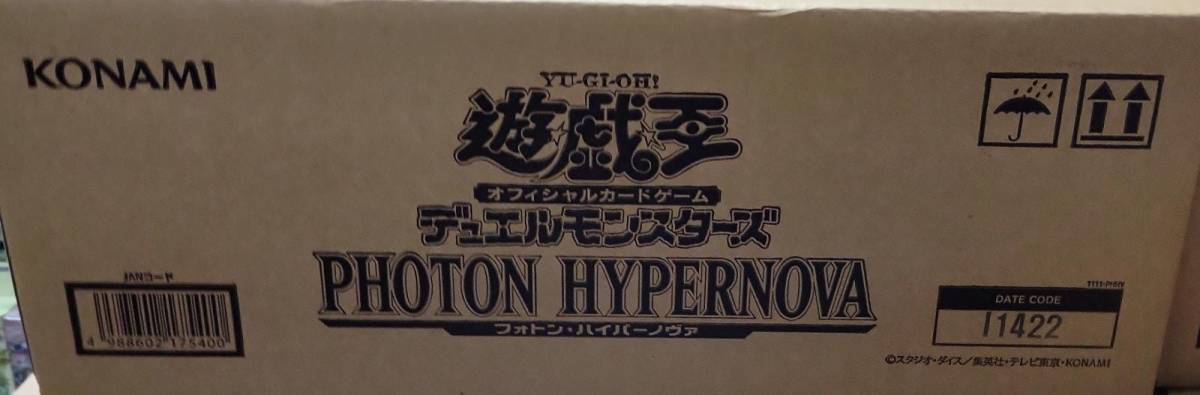 KONAMI
YU-GI-OH!
遊戯王
オフィシャルカードゲーム
デュエルモンスターズ
PHOTON HYPERNOVA
フォトン・ハイパーノヴァ
JANコード
4 988602 175400
DATE CODE
I1422
©スタジオ・ダイス/集英社・テレビ東京・KONAMI